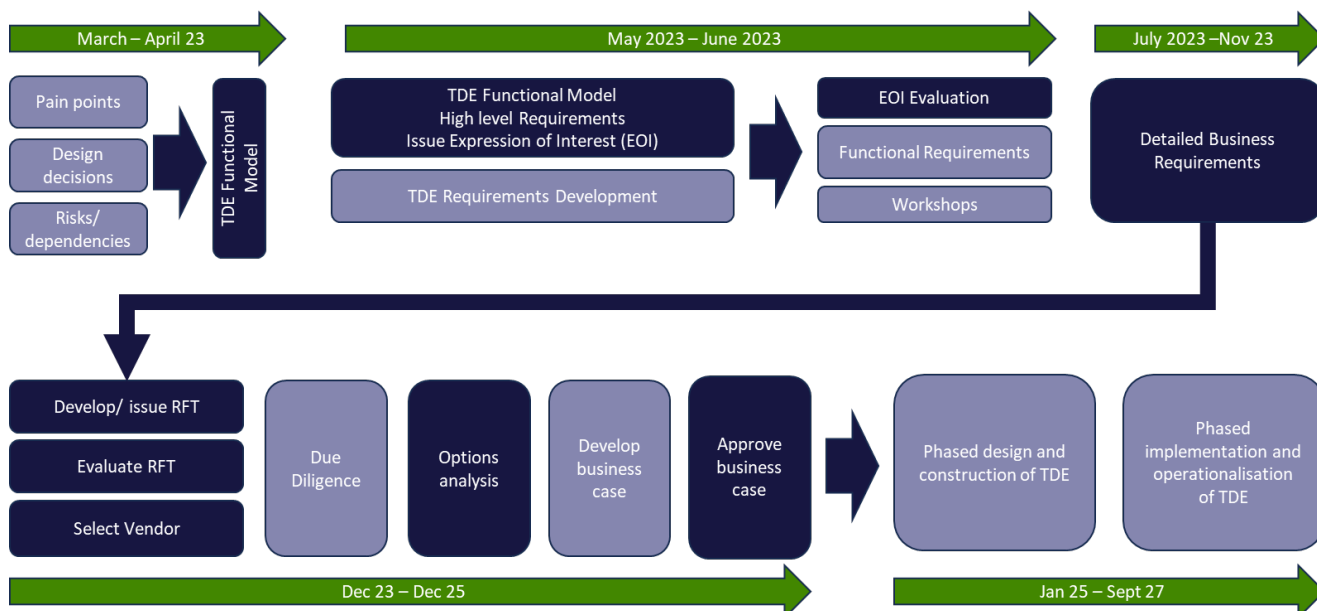 March – April 23
May 2023 – June 2023
July 2023 –Nov 23
Pain points
Design
decisions
Risks/
dependencies
TDE Functional
Model
TDE Functional Model
High level Requirements
Issue Expression of Interest (EOI)
TDE Requirements Development
EOI Evaluation
Functional Requirements
Workshops
Detailed Business
Requirements
Develop/ issue RFT
Evaluate RFT
Select Vendor
Due
Diligence
Options
analysis
Develop
business
case
Approve
business
case
Phased design and
construction of TDE
Phased
implementation and
operationalisation
of TDE
Dec 23 – Dec 25
Jan 25 – Sept 27